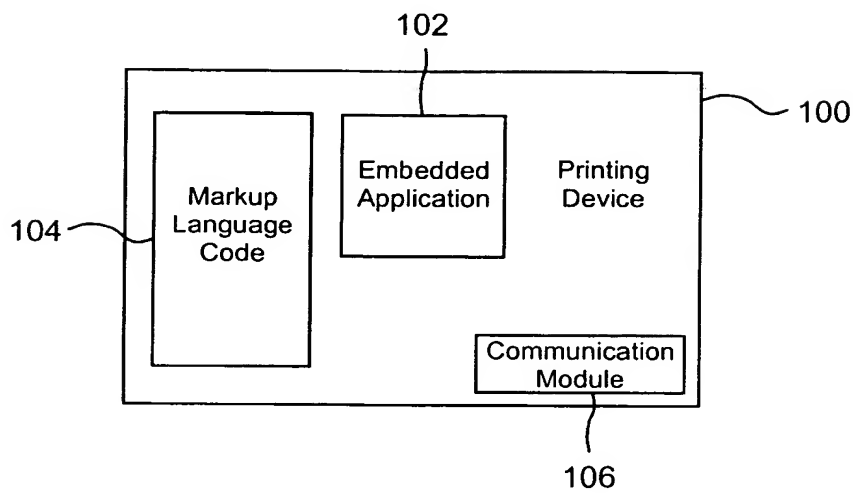 102
100
Embedded
Application
Printing
Device
Markup
Language
Code
104
Communication
Module
106